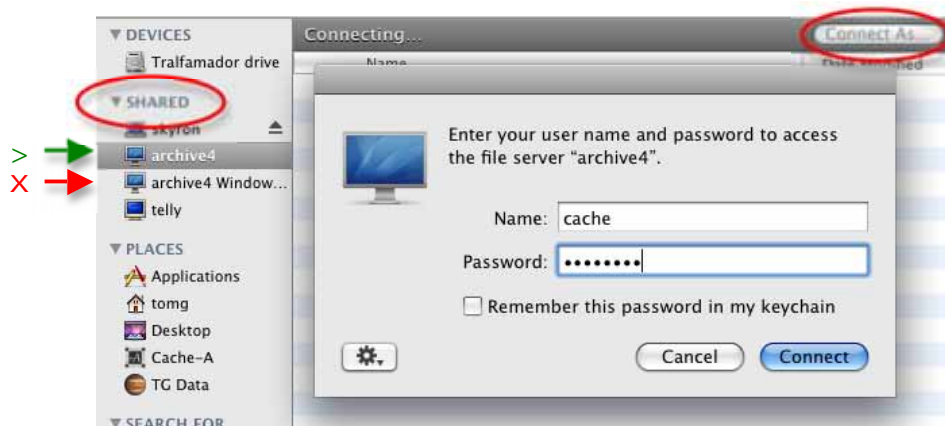 DEVICES
Tralfamador drive
SHARED
skyron
>
archive4
X
archive4 Window...
telly
PLACES
Applications
tomg
Desktop
Cache-A
TG Data
SEARCH FOR
Connecting...
Connect As...
Name
Date Modified
Enter your user name and password to access
the file server “archive4”.
Name: cache
Password: ••••••••
Remember this password in my keychain
Cancel
Connect